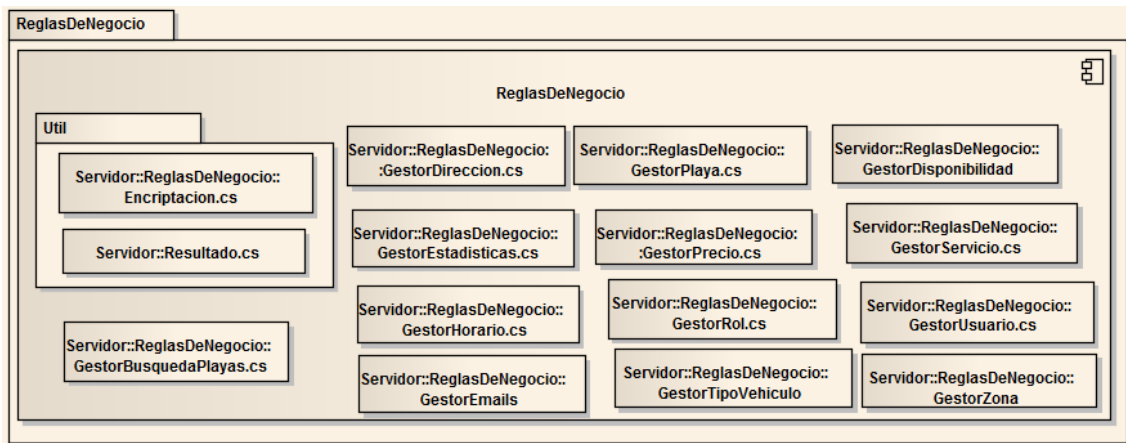 ReglasDeNegocio
ReglasDeNegocio
Util
Servidor::ReglasDeNegocio::
Encriptacion.cs
Servidor::Resultado.cs
Servidor::ReglasDeNegocio::
GestorBusquedaPlayas.cs
Servidor::ReglasDeNegocio:
:GestorDireccion.cs
Servidor::ReglasDeNegocio::
GestorEstadisticas.cs
Servidor::ReglasDeNegocio::
GestorHorario.cs
Servidor::ReglasDeNegocio::
GestorEmails
Servidor::ReglasDeNegocio::
GestorPlaya.cs
Servidor::ReglasDeNegocio:
:GestorPrecio.cs
Servidor::ReglasDeNegocio::
GestorRol.cs
Servidor::ReglasDeNegocio::
GestorTipoVehiculo
Servidor::ReglasDeNegocio::
GestorDisponibilidad
Servidor::ReglasDeNegocio::
GestorServicio.cs
Servidor::ReglasDeNegocio::
GestorUsuario.cs
Servidor::ReglasDeNegocio::
GestorZona